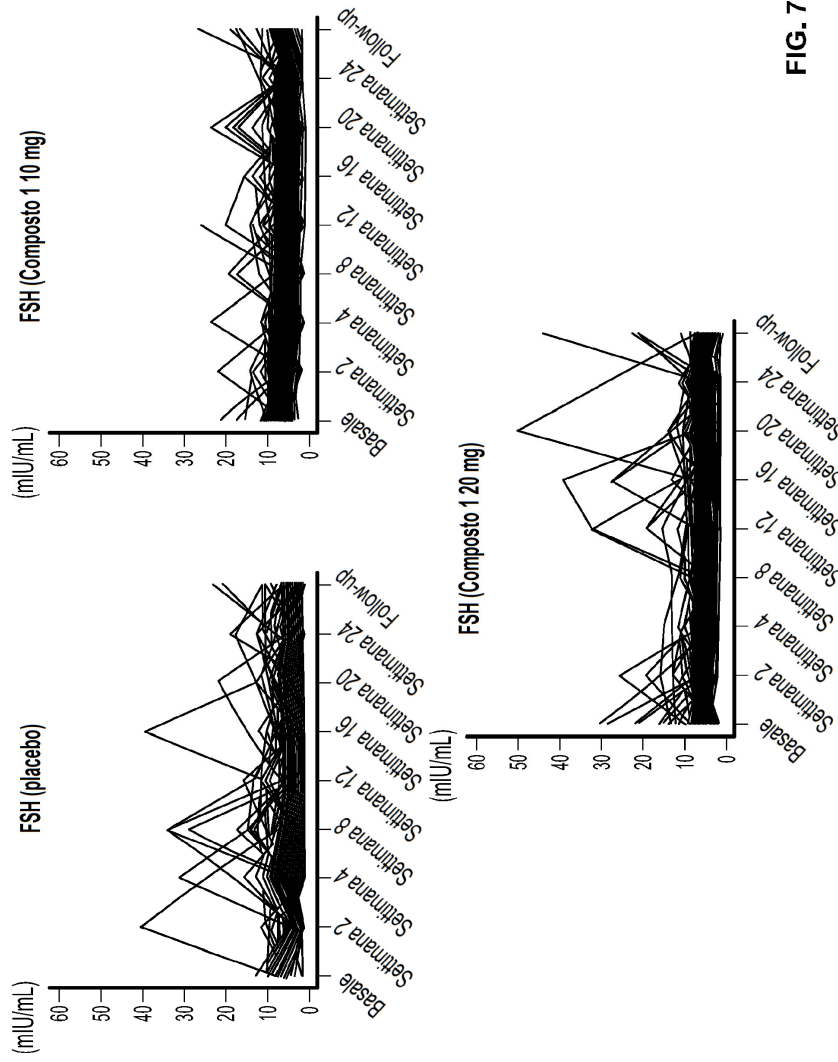 FSH (placebo)
(mIU/mL)
60
50
40
30
20
10
0
Basale
Settimana 2
Settimana 4
Settimana 8
Settimana 12
Settimana 16
Settimana 20
Settimana 24
Follow-up
FSH (Composto 1 10 mg)
(mIU/mL)
60
50
40
30
20
10
0
Basale
Settimana 2
Settimana 4
Settimana 8
Settimana 12
Settimana 16
Settimana 20
Settimana 24
Follow-up
FSH (Composto 1 20 mg)
(mIU/mL)
60
50
40
30
20
10
0
Basale
Settimana 2
Settimana 4
Settimana 8
Settimana 12
Settimana 16
Settimana 20
Settimana 24
Follow-up
FIG. 7